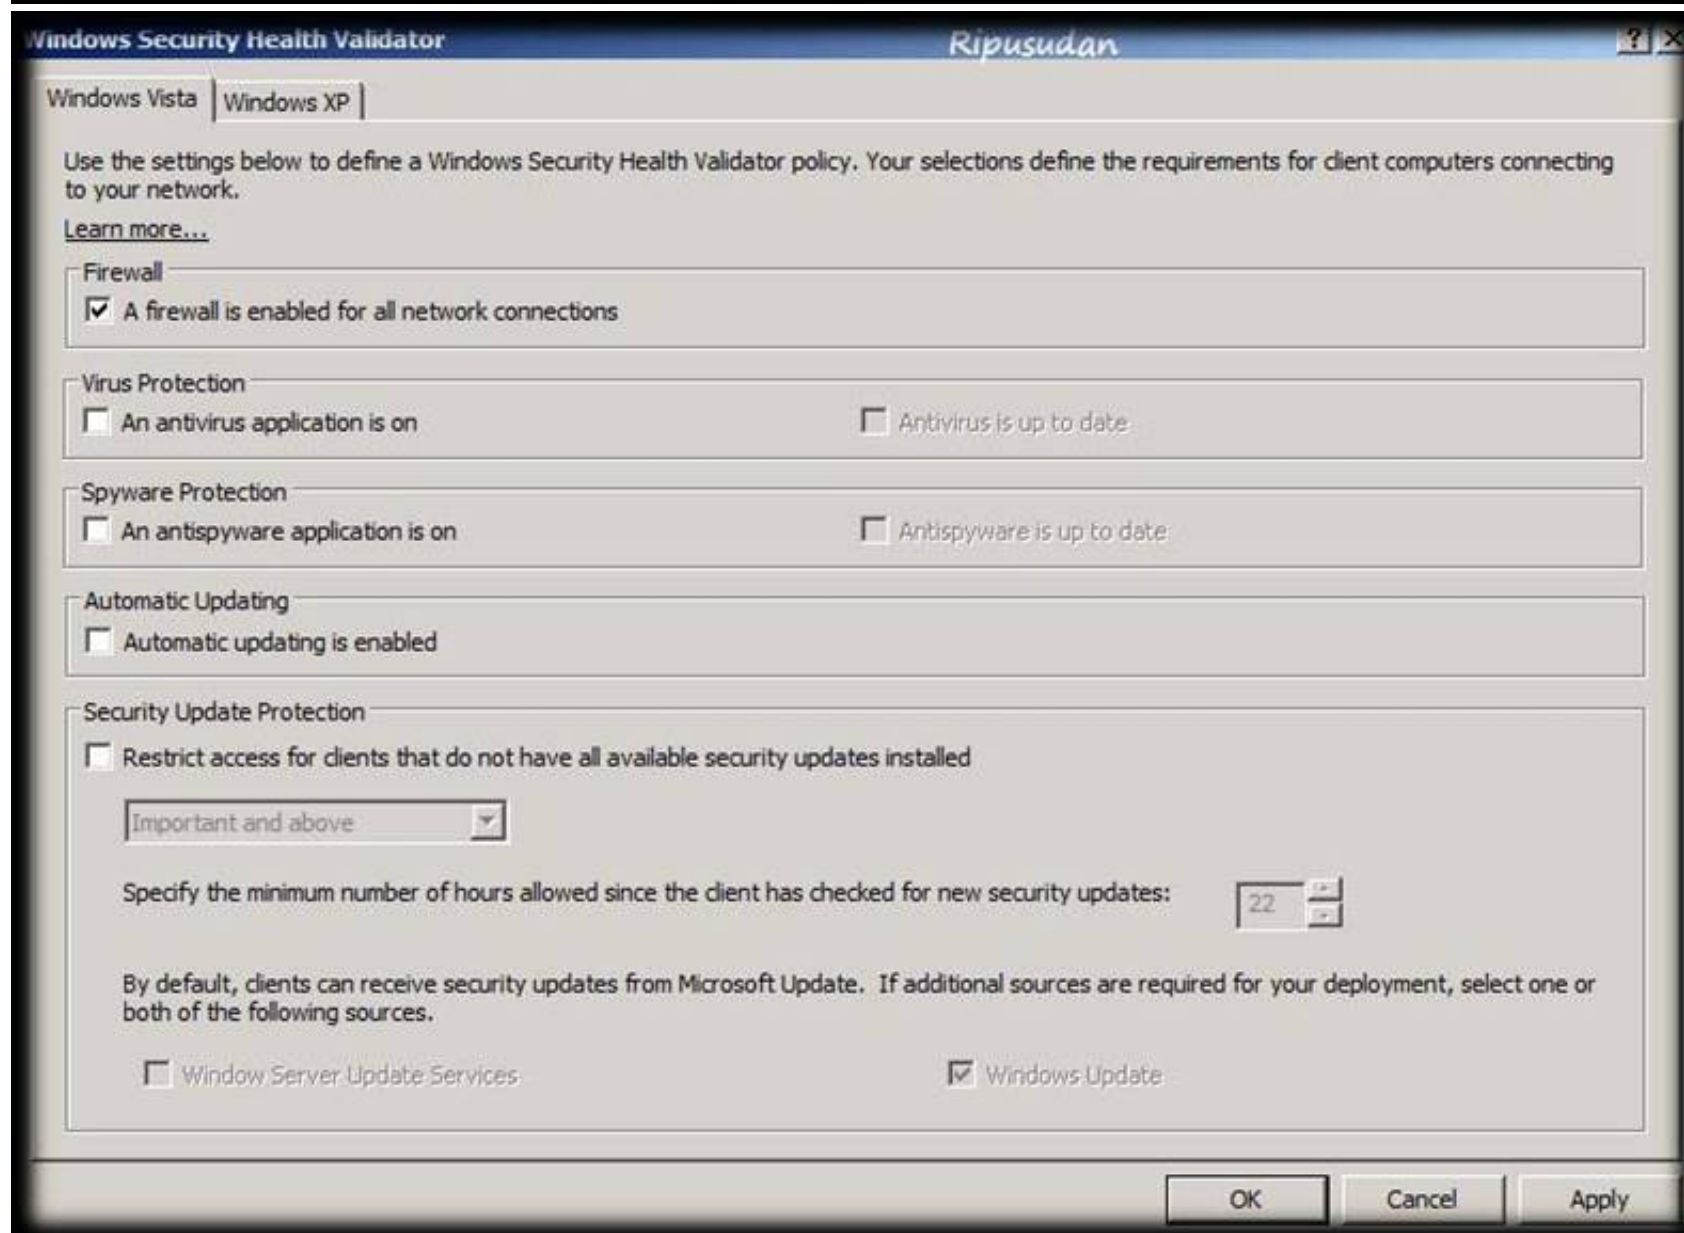 Windows Security Health Validator
Ripusudan
Windows Vista
Windows XP
Use the settings below to define a Windows Security Health Validator policy. Your selections define the requirements for client computers connecting
to your network.
Learn more...
Firewall
A firewall is enabled for all network connections
Virus Protection
An antivirus application is on
Antivirus is up to date
Spyware Protection
An antispyware application is on
Antispyware is up to date
Automatic Updating
Automatic updating is enabled
Security Update Protection
Restrict access for clients that do not have all available security updates installed
Important and above
Specify the minimum number of hours allowed since the client has checked for new security updates:
22
By default, clients can receive security updates from Microsoft Update. If additional sources are required for your deployment, select one or
both of the following sources.
Window Server Update Services
Windows Update
OK
Cancel
Apply